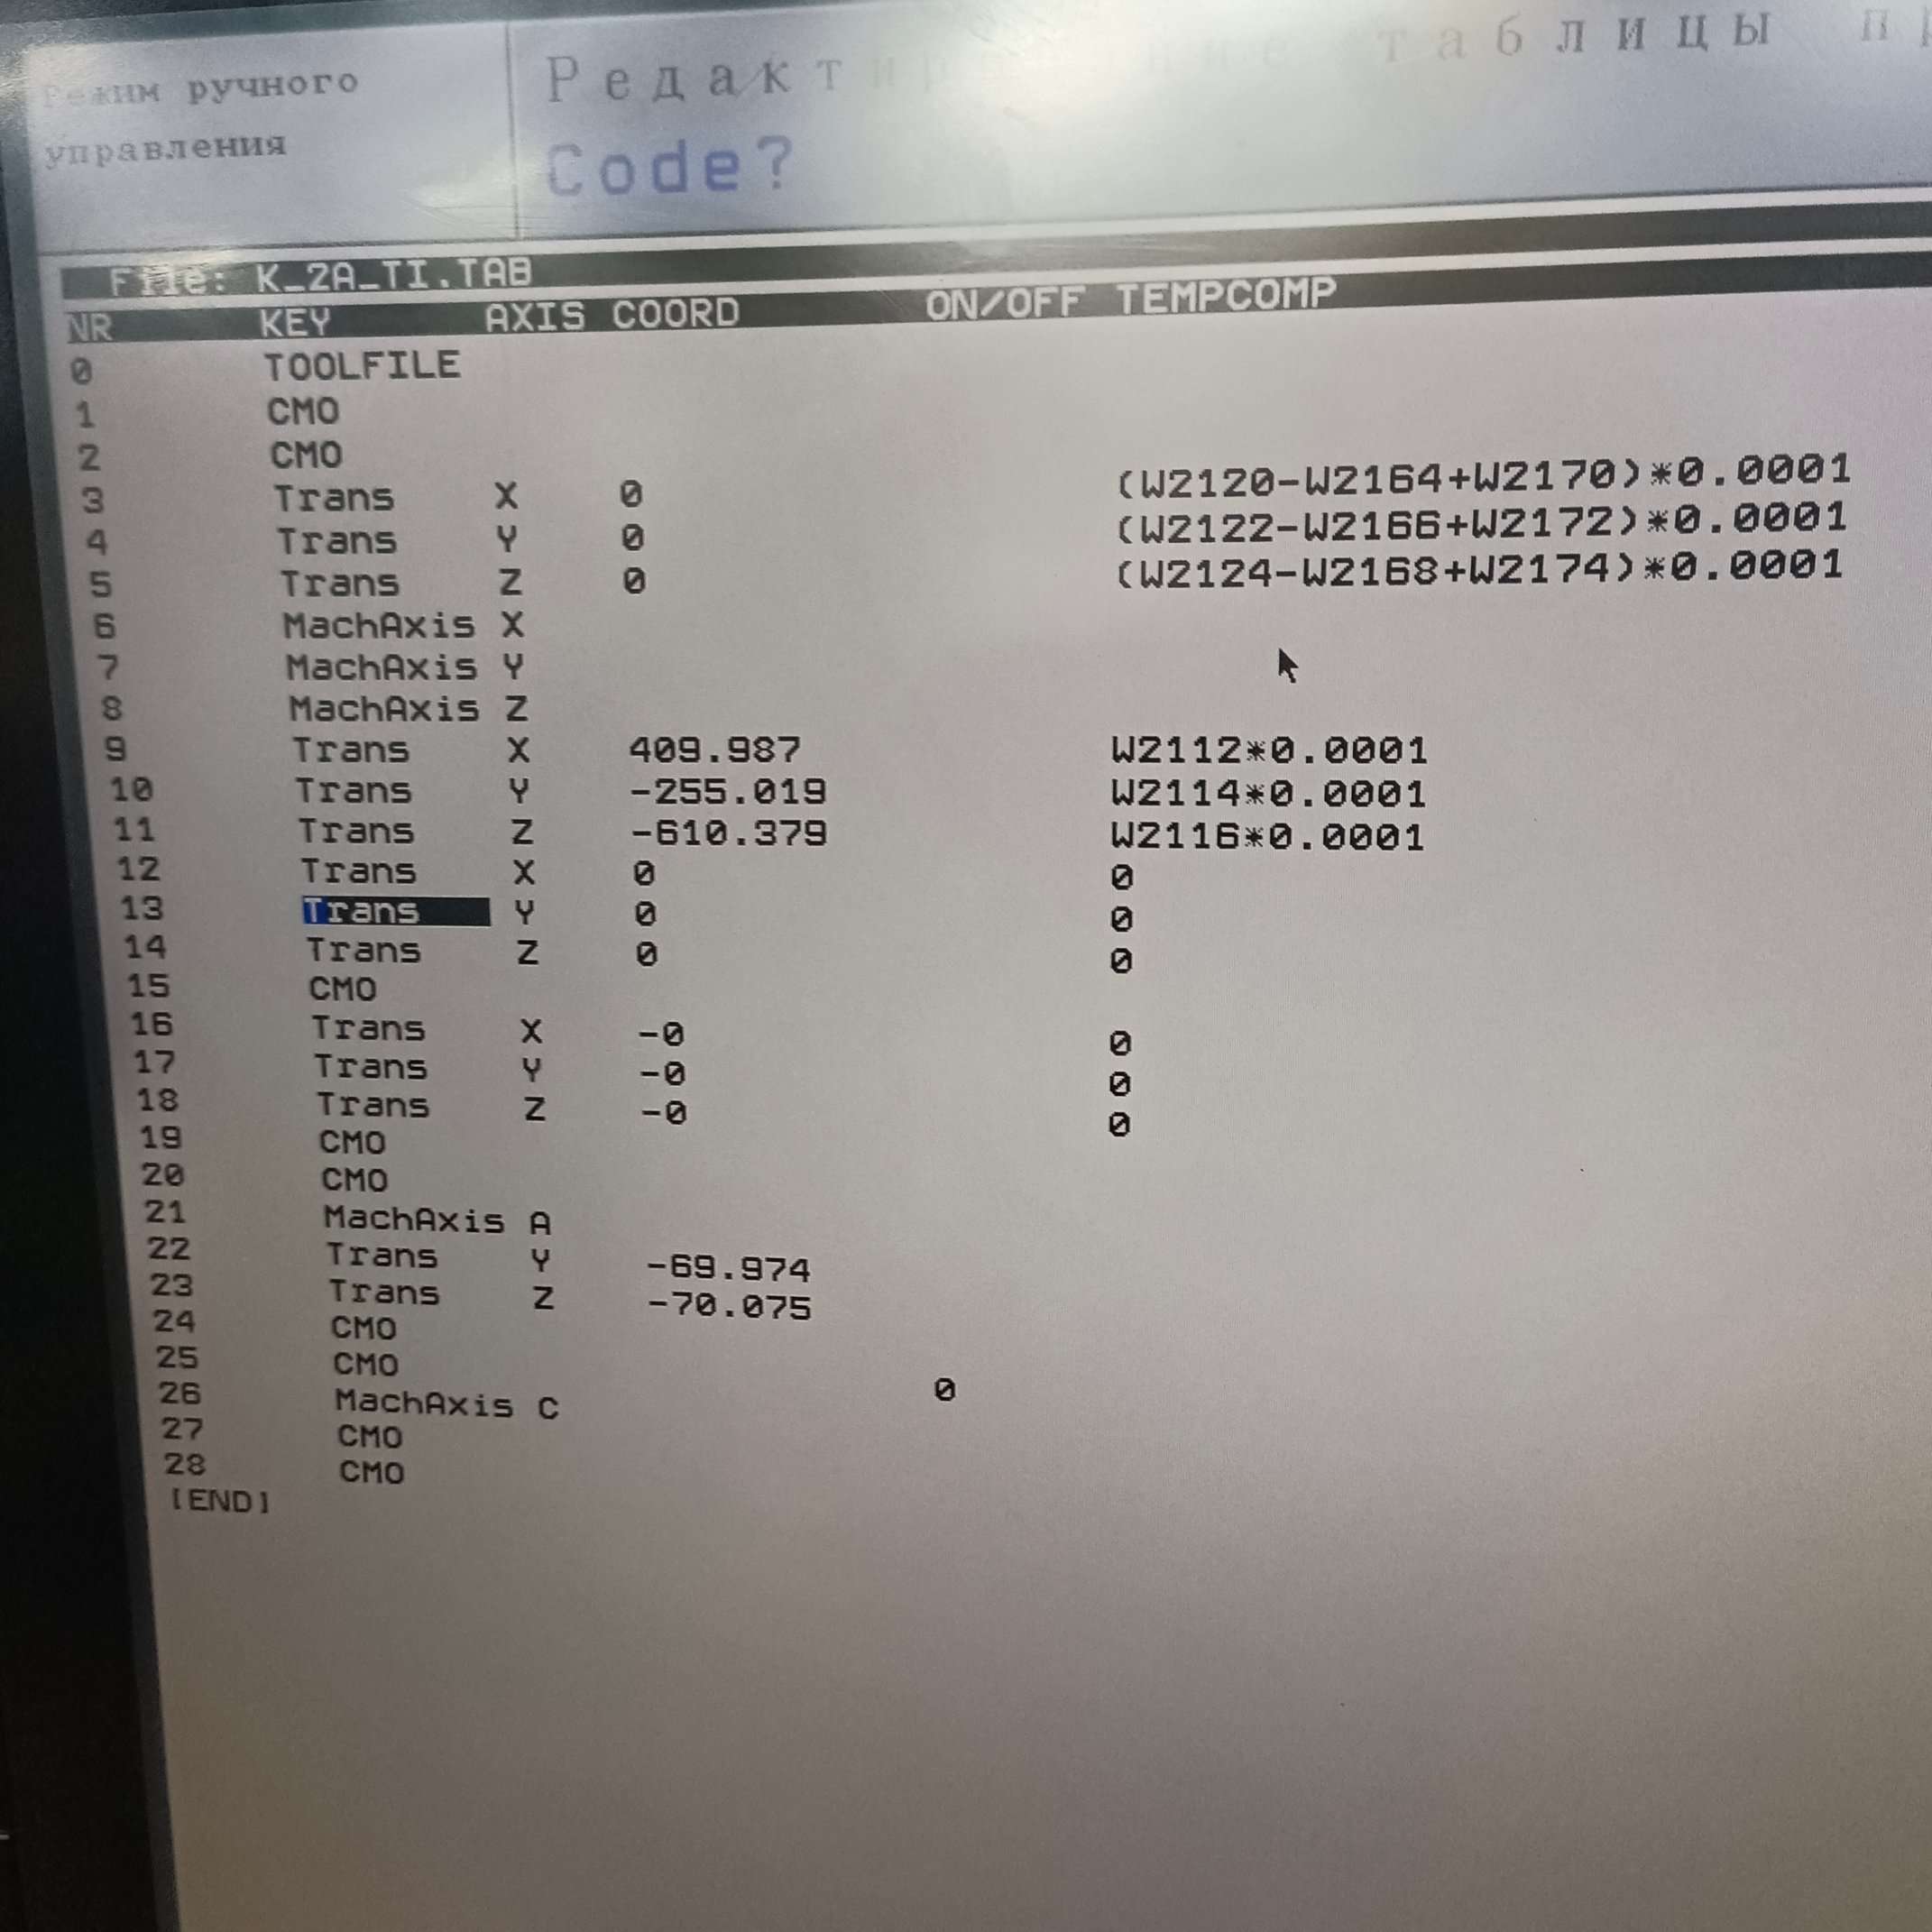 Режим ручного
управления
Редактирование таблицы
Code?
File: K_2A_TI.TAB
NR KEY AXIS COORD ON/OFF TEMPCOMP
0 TOOLFILE
1 CMO
2 CMO
3 Trans X 0 (W2120-W2164+W2170)*0.0001
4 Trans Y 0 (W2122-W2166+W2172)*0.0001
5 Trans Z 0 (W2124-W2168+W2174)*0.0001
6 MachAxis X
7 MachAxis Y
8 MachAxis Z
9 Trans X 409.987 W2112*0.0001
10 Trans Y -255.019 W2114*0.0001
11 Trans Z -610.379 W2116*0.0001
12 Trans X 0 0
13 Trans Y 0 0
14 Trans Z 0 0
15 CMO
16 Trans X -0 0
17 Trans Y -0 0
18 Trans Z -0 0
19 CMO
20 CMO
21 MachAxis A
22 Trans Y -69.974
23 Trans Z -70.075
24 CMO
25 CMO
26 MachAxis C 0
27 CMO
28 CMO
[END]